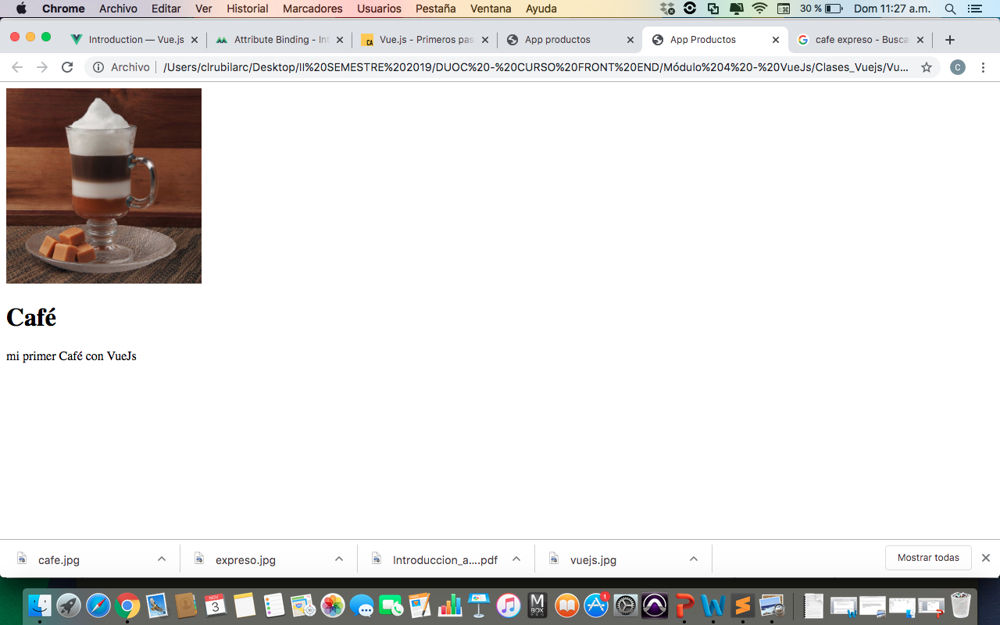 Chrome Archivo Editar Ver Historial Marcadores Usuarios Pestaña Ventana Ayuda 30 % Dom 11:27 a.m.
Introduction — Vue.js Attribute Binding - Int Vue.js - Primeros pas App productos App Productos cafe expreso - Busca
Archivo /Users/clrubilarc/Desktop/II%20SEMESTRE%202019/DUOC%20-%20CURSO%20FRONT%20END/Módulo%204%20-%20VueJs/Clases_Vuejs/Vu... C
Café
mi primer Café con VueJs
cafe.jpg expreso.jpg Introduccion_a....pdf vuejs.jpg Mostrar todas
NOV
3 1
M
BOX
PRO